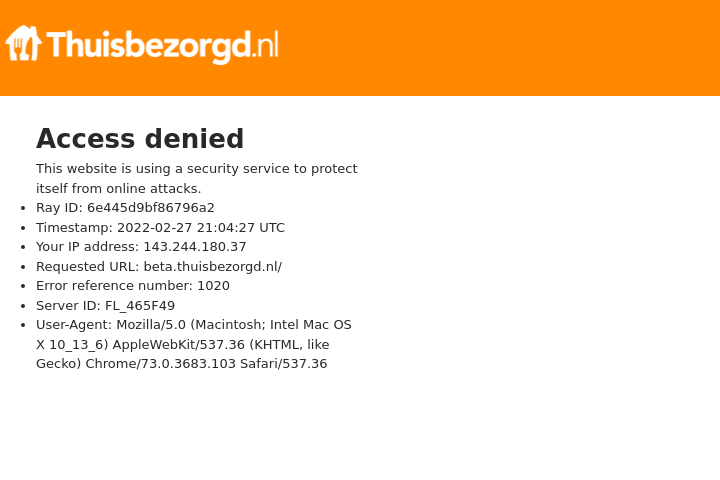 Thuisbezorgd.nl
Access denied
This website is using a security service to protect
itself from online attacks.
• Ray ID: 6e445d9bf86796a2
• Timestamp: 2022-02-27 21:04:27 UTC
• Your IP address: 143.244.180.37
• Requested URL: beta.thuisbezorgd.nl/
• Error reference number: 1020
• Server ID: FL_465F49
• User-Agent: Mozilla/5.0 (Macintosh; Intel Mac OS
X 10_13_6) AppleWebKit/537.36 (KHTML, like
Gecko) Chrome/73.0.3683.103 Safari/537.36